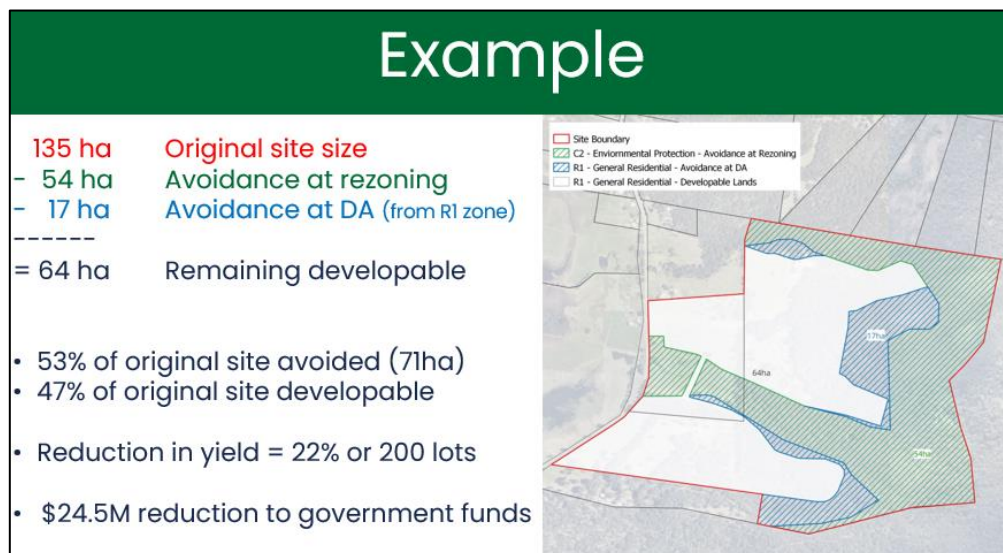 Example
135 ha Original site size
- 54 ha Avoidance at rezoning
- 17 ha Avoidance at DA (from R1 zone)
------
= 64 ha Remaining developable
• 53% of original site avoided (71ha)
• 47% of original site developable
• Reduction in yield = 22% or 200 lots
• $24.5M reduction to government funds
Site Boundary
C2 - Enviornmental Protection - Avoidance at Rezoning
R1 - General Residential - Avoidance at DA
R1 - General Residential - Developable Lands
17ha
64ha
54ha